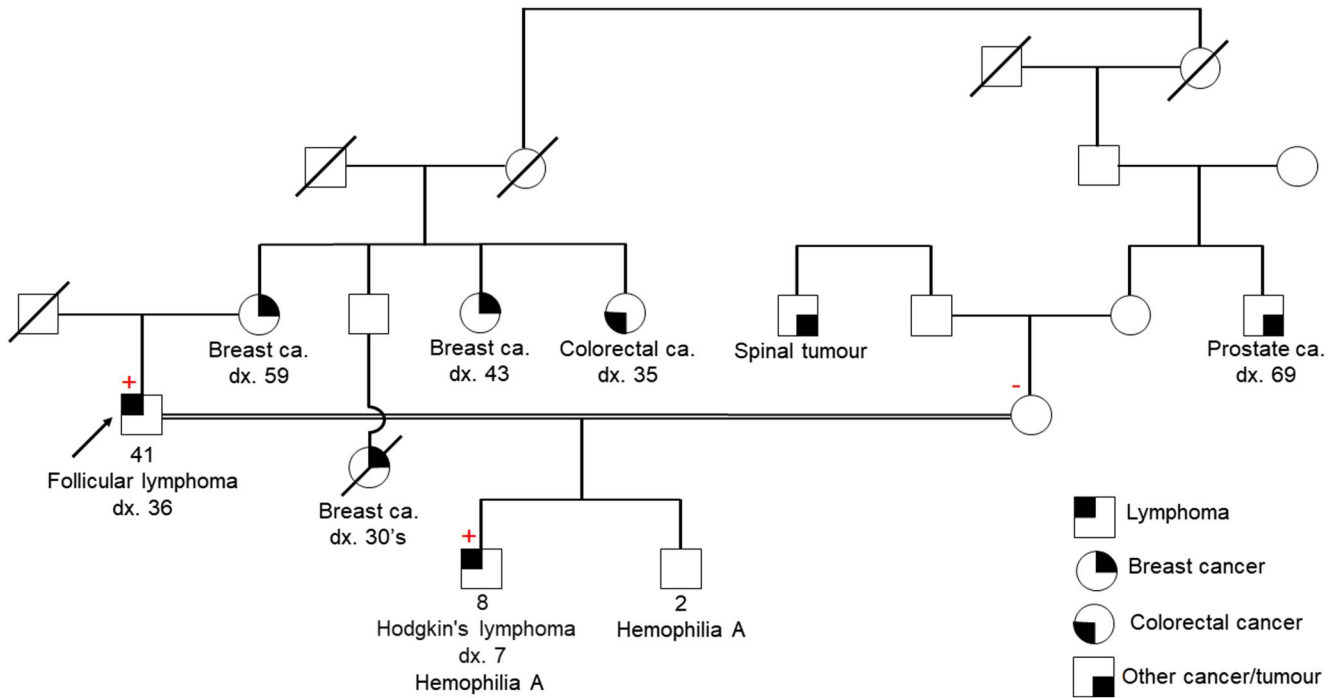 Breast ca.
dx. 59
Breast ca.
dx. 43
Colorectal ca.
dx. 35
Spinal tumour
Prostate ca.
dx. 69
+
-
41
Follicular lymphoma
dx. 36
Breast ca.
dx. 30's
+
8
Hodgkin's lymphoma
dx. 7
Hemophilia A
2
Hemophilia A
Lymphoma
Breast cancer
Colorectal cancer
Other cancer/tumour